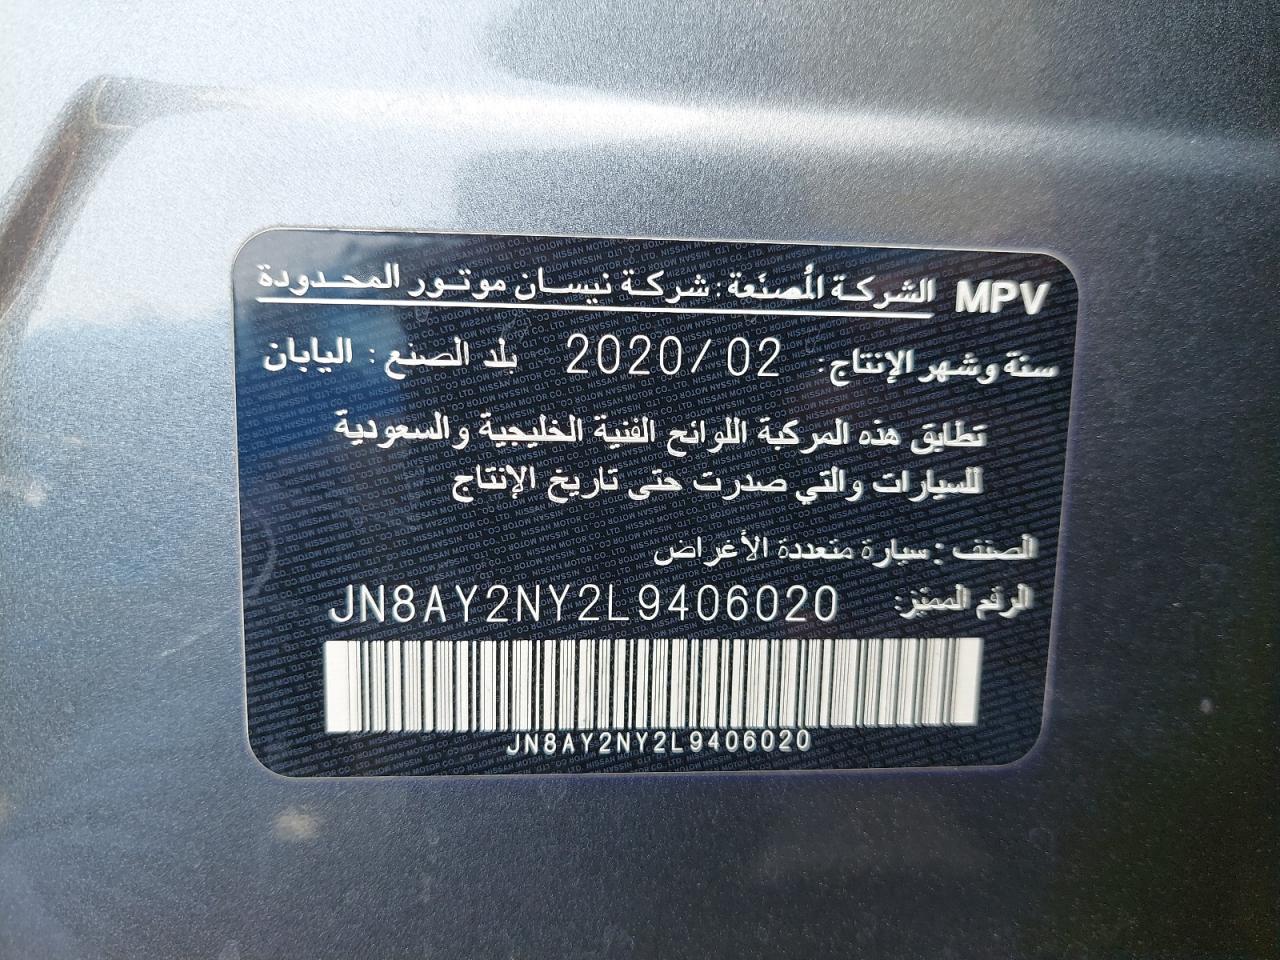 MPV الشركة المُصنّعة : شركة نيسان موتور المحدودة
سنة وشهر الإنتاج: 2020/02 بلد الصنع : اليابان
تطابق هذه المركبة اللوائح الفنية الخليجية والسعودية
للسيارات والتي صدرت حتى تاريخ الإنتاج
الصنف : سيارة متعددة الأغراض
الرقم المميّز: JN8AY2NY2L9406020
JN8AY2NY2L9406020